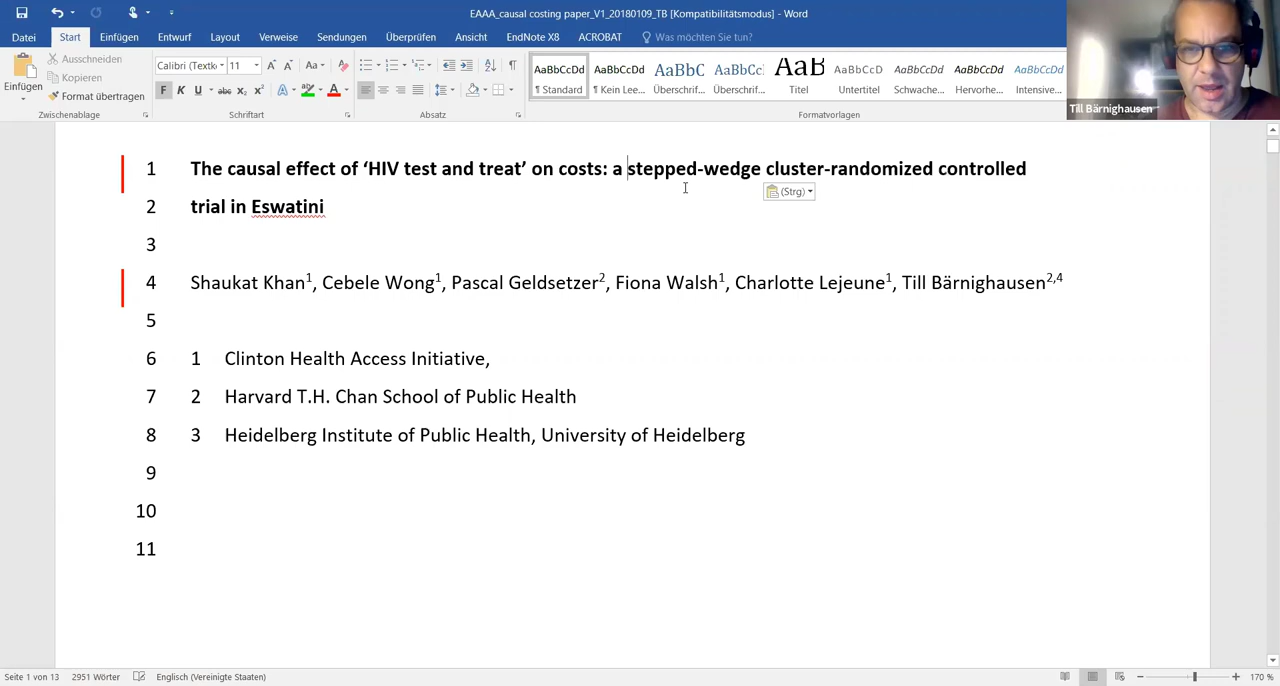 EAAA_causal costing paper_V1_20180109_TB [Kompatibilitätsmodus] - Word
Datei Start Einfügen Entwurf Layout Verweise Sendungen Überprüfen Ansicht EndNote X8 ACROBAT Was möchten Sie tun?
Einfügen
Ausschneiden
Kopieren
Format übertragen
Zwischenablage
Calibri (Textk 11
Aa
F K U abc x₂ x² A A
Schriftart
Absatz
AaBbCcDd AaBbCcDd AaBbC AaBbCc AaB AaBbCcD AaBbCcDd AaBbCcDd AaBbCcDd
¶ Standard ¶ Kein Lee... Überschrif... Überschrif... Titel Untertitel Schwache... Hervorhe... Intensive...
Formatvorlagen
Till Bärnighausen
1 The causal effect of ‘HIV test and treat’ on costs: a stepped-wedge cluster-randomized controlled
(Strg)
2 trial in Eswatini
3
4 Shaukat Khan¹, Cebele Wong¹, Pascal Geldsetzer², Fiona Walsh¹, Charlotte Lejeune¹, Till Bärnighausen²,⁴
5
6 1 Clinton Health Access Initiative,
7 2 Harvard T.H. Chan School of Public Health
8 3 Heidelberg Institute of Public Health, University of Heidelberg
9
10
11
Seite 1 von 13 2951 Wörter Englisch (Vereinigte Staaten) 170 %